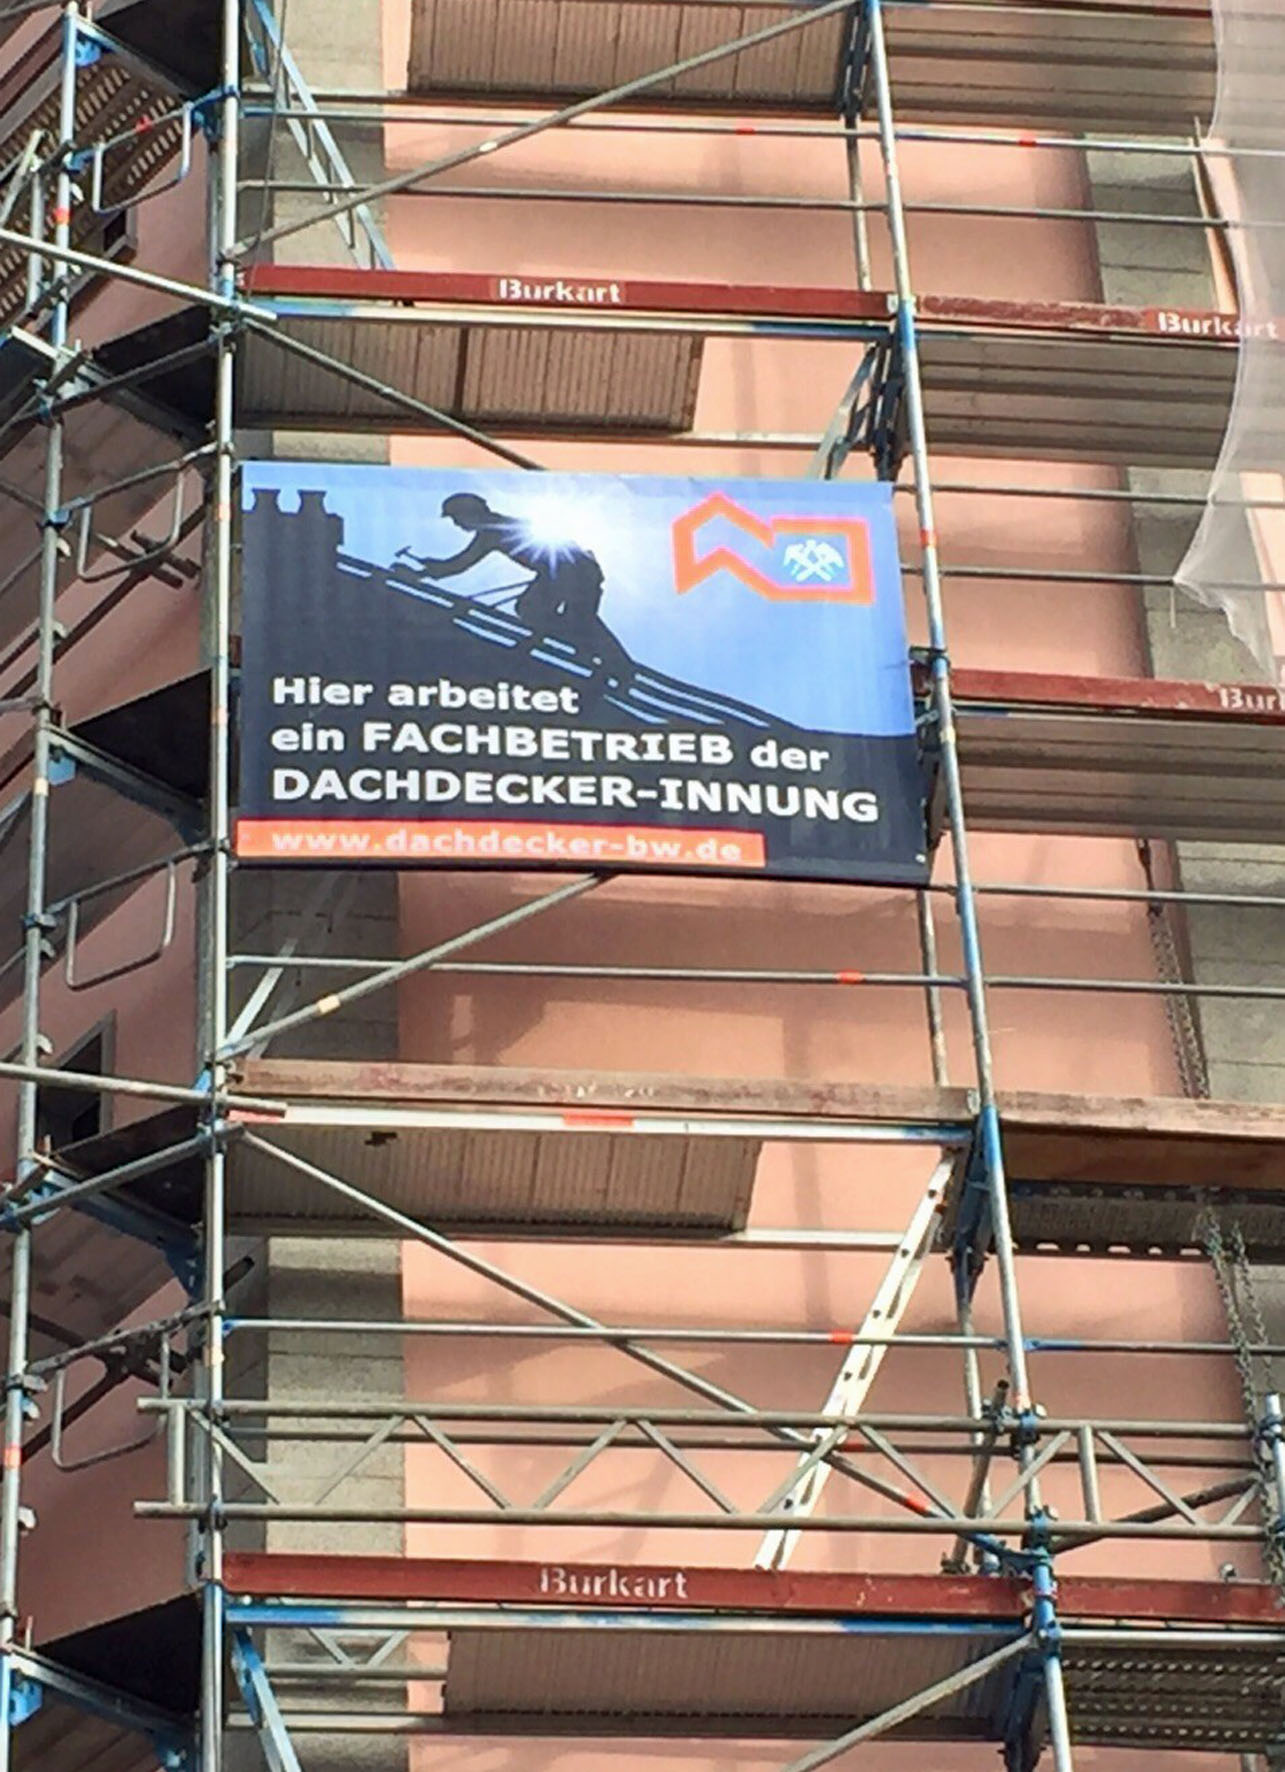 Burkart
Burkart
Hier arbeitet
ein FACHBETRIEB der
DACHDECKER-INNUNG
www.dachdecker-bw.de
Burkart